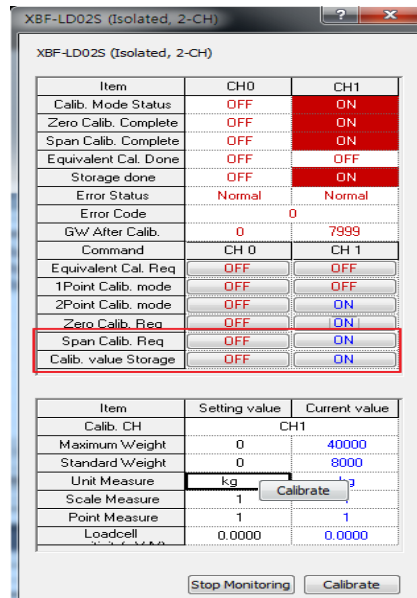 XBF-LD02S (Isolated, 2-CH)
XBF-LD02S (Isolated, 2-CH)
Item CH0 CH1
Calib. Mode Status OFF ON
Zero Calib. Complete OFF ON
Span Calib. Complete OFF ON
Equivalent Cal. Done OFF OFF
Storage done OFF ON
Error Status Normal Normal
Error Code 0
GW After Calib. 0 7999
Command CH 0 CH 1
Equivalent Cal. Req OFF OFF
1Point Calib. mode OFF OFF
2Point Calib. mode OFF ON
Zero Calib. Req OFF ON
Span Calib. Req OFF ON
Calib. value Storage OFF ON
Item Setting value Current value
Calib. CH CH1
Maximum Weight 0 40000
Standard Weight 0 8000
Unit Measure kg
Calibrate
Scale Measure 1
Point Measure 1 1
Loadcell 0.0000 0.0000
Stop Monitoring Calibrate